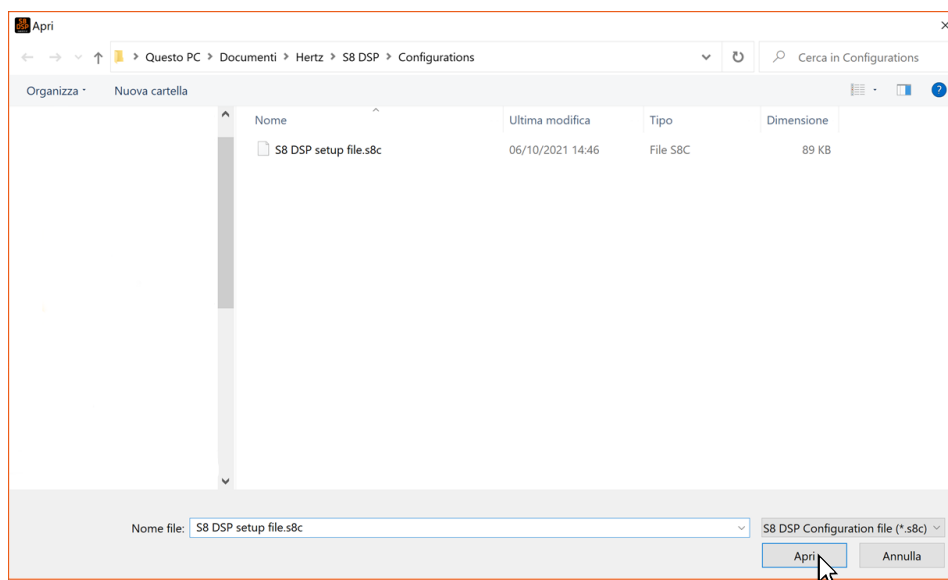 S8 DSP Apri
Questo PC > Documenti > Hertz > S8 DSP > Configurations
Cerca in Configurations
Organizza Nuova cartella ?
Nome Ultima modifica Tipo Dimensione
S8 DSP setup file.s8c 06/10/2021 14:46 File S8C 89 KB
Nome file: S8 DSP setup file.s8c S8 DSP Configuration file (*.s8c)
Apri Annulla